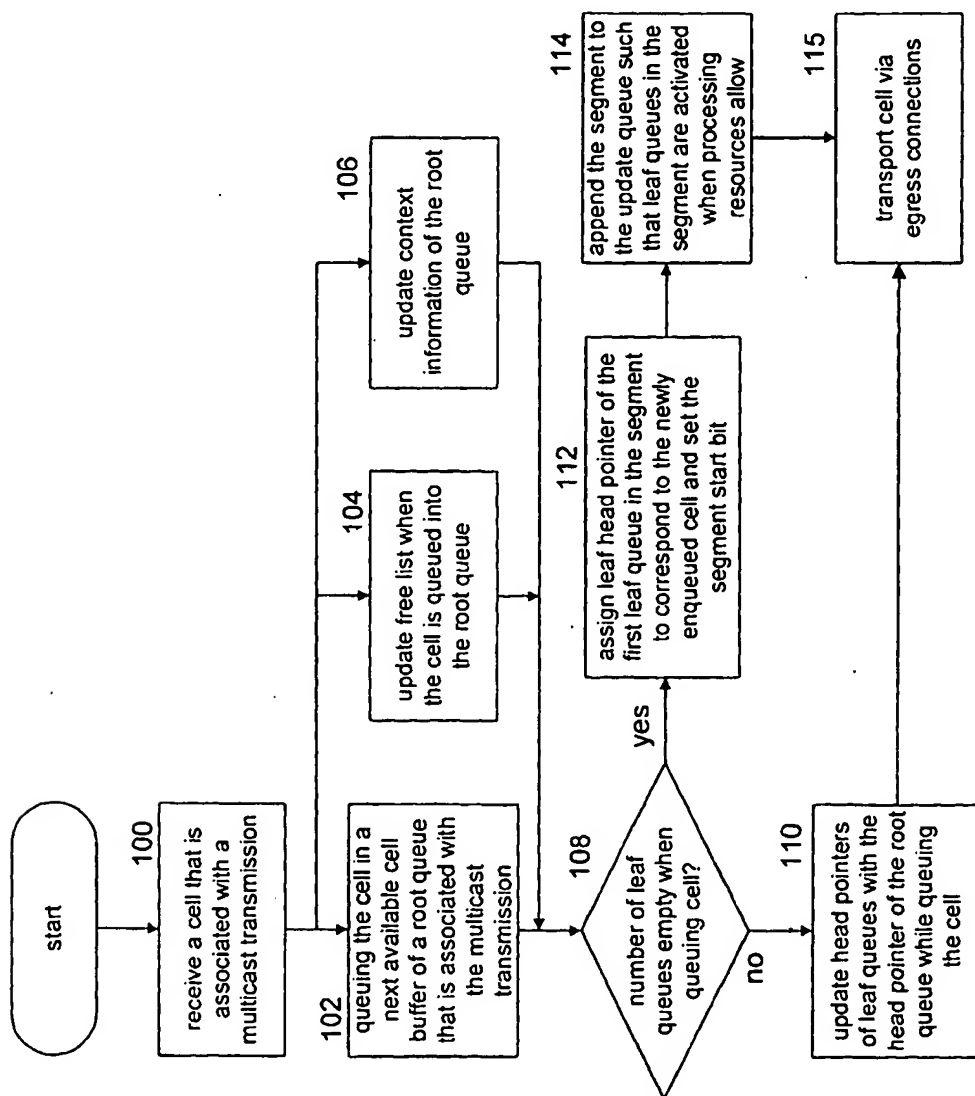 start
100
receive a cell that is
associated with a
multicast transmission
102
queuing the cell in a
next available cell
buffer of a root queue
that is associated with
the multicast
transmission
104
update free list when
the cell is queued into
the root queue
106
update context
information of the root
queue
108
number of leaf
queues empty when
queuing cell?
yes
no
110
update head pointers
of leaf queues with the
head pointer of the root
queue while queuing
the cell
112
assign leaf head pointer of the
first leaf queue in the segment
to correspond to the newly
enqueued cell and set the
segment start bit
114
append the segment to
the update queue such
that leaf queues in the
segment are activated
when processing
resources allow
115
transport cell via
egress connections